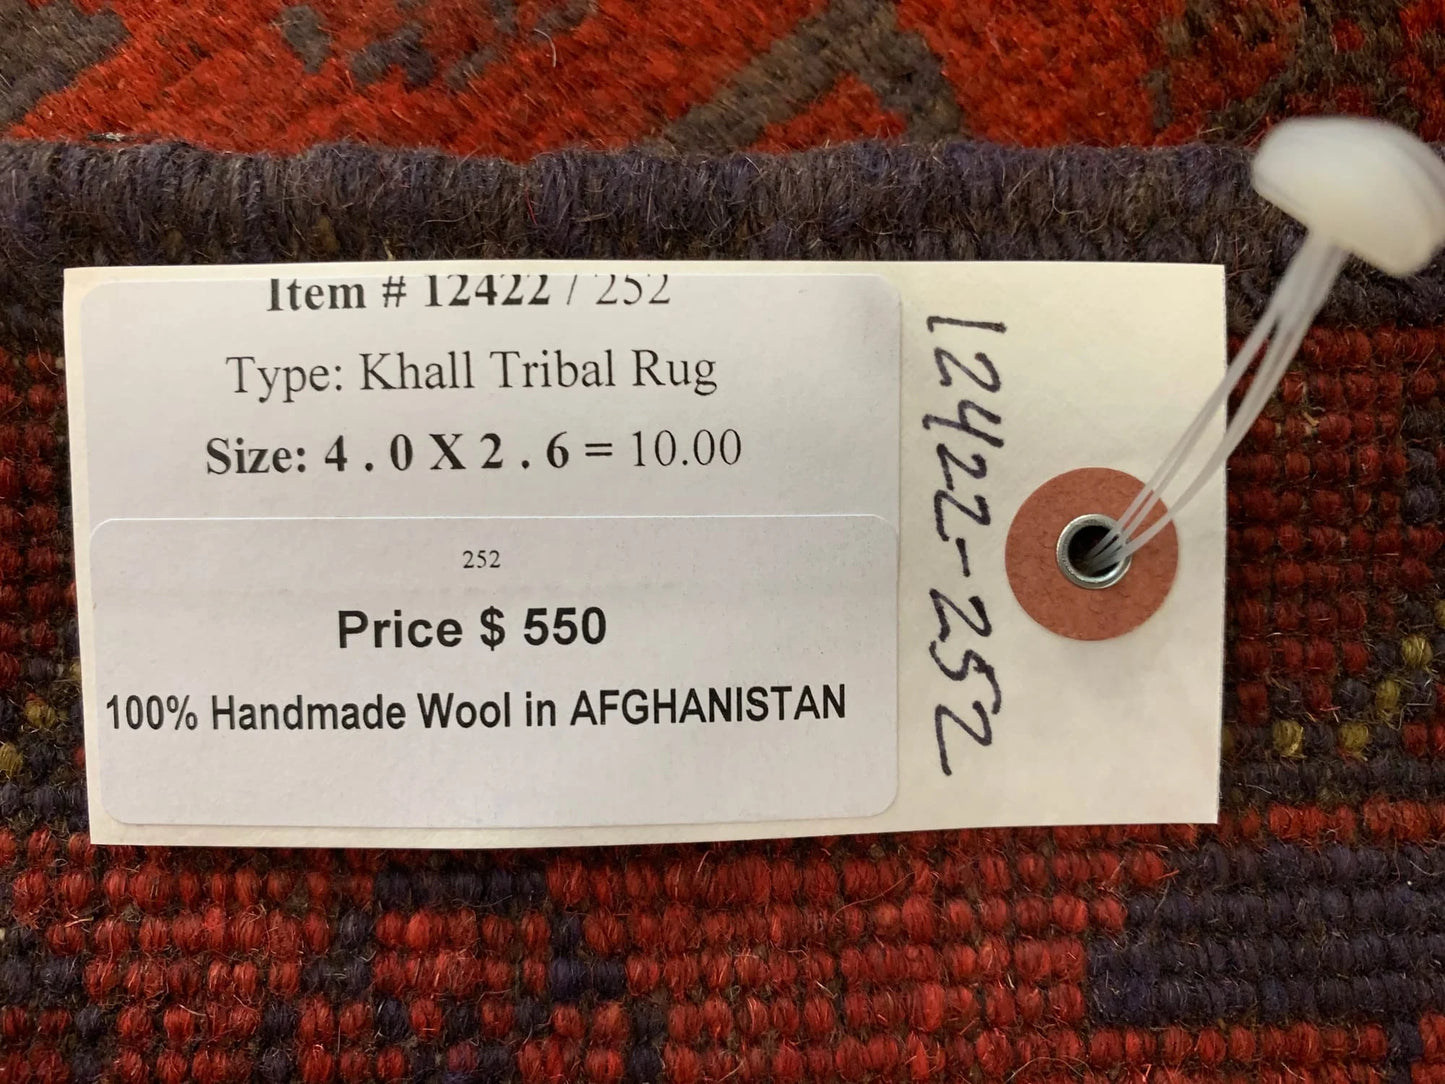 Item # 12422 / 252
Type: Khall Tribal Rug
Size: 4 . 0 X 2 . 6 = 10.00
252
Price $ 550
100% Handmade Wool in AFGHANISTAN
12422-252